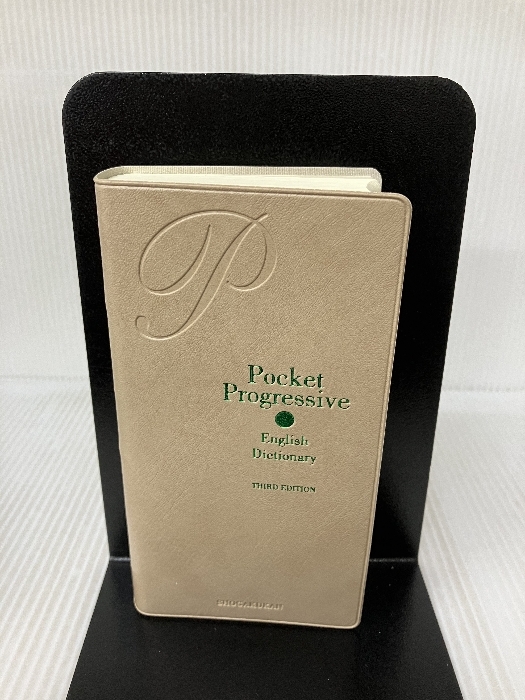 P
Pocket
Progressive
English
Dictionary
THIRD EDITION
SHOGAKUKAN